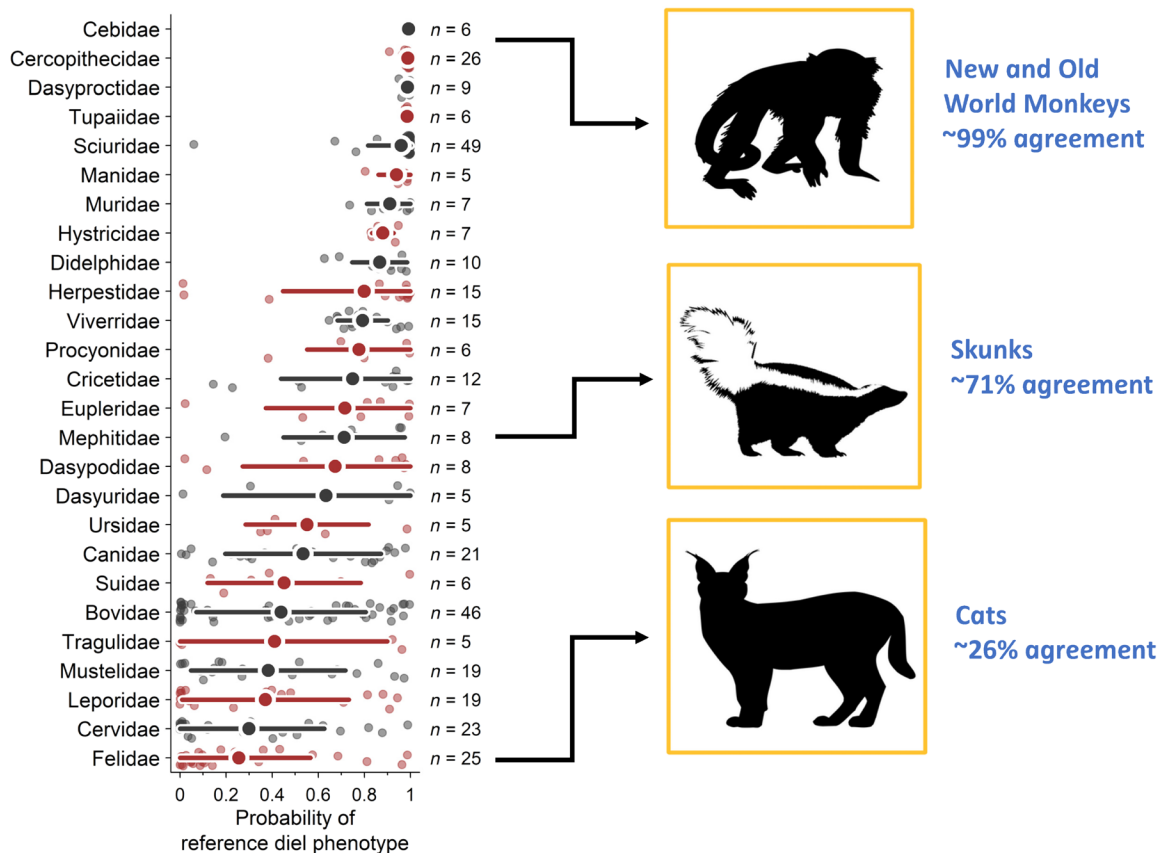 Cebidae n = 6
Cercopithecidae n = 26
Dasyproctidae n = 9
Tupaiidae n = 6
Sciuridae n = 49
Manidae n = 5
Muridae n = 7
Hystricidae n = 7
Didelphidae n = 10
Herpestidae n = 15
Viverridae n = 15
Procyonidae n = 6
Cricetidae n = 12
Eupleridae n = 7
Mephitidae n = 8
Dasypodidae n = 8
Dasyuridae n = 5
Ursidae n = 5
Canidae n = 21
Suidae n = 6
Bovidae n = 46
Tragulidae n = 5
Mustelidae n = 19
Leporidae n = 19
Cervidae n = 23
Felidae n = 25
0 0.2 0.4 0.6 0.8 1
Probability of
reference diel phenotype
New and Old
World Monkeys
~99% agreement
Skunks
~71% agreement
Cats
~26% agreement